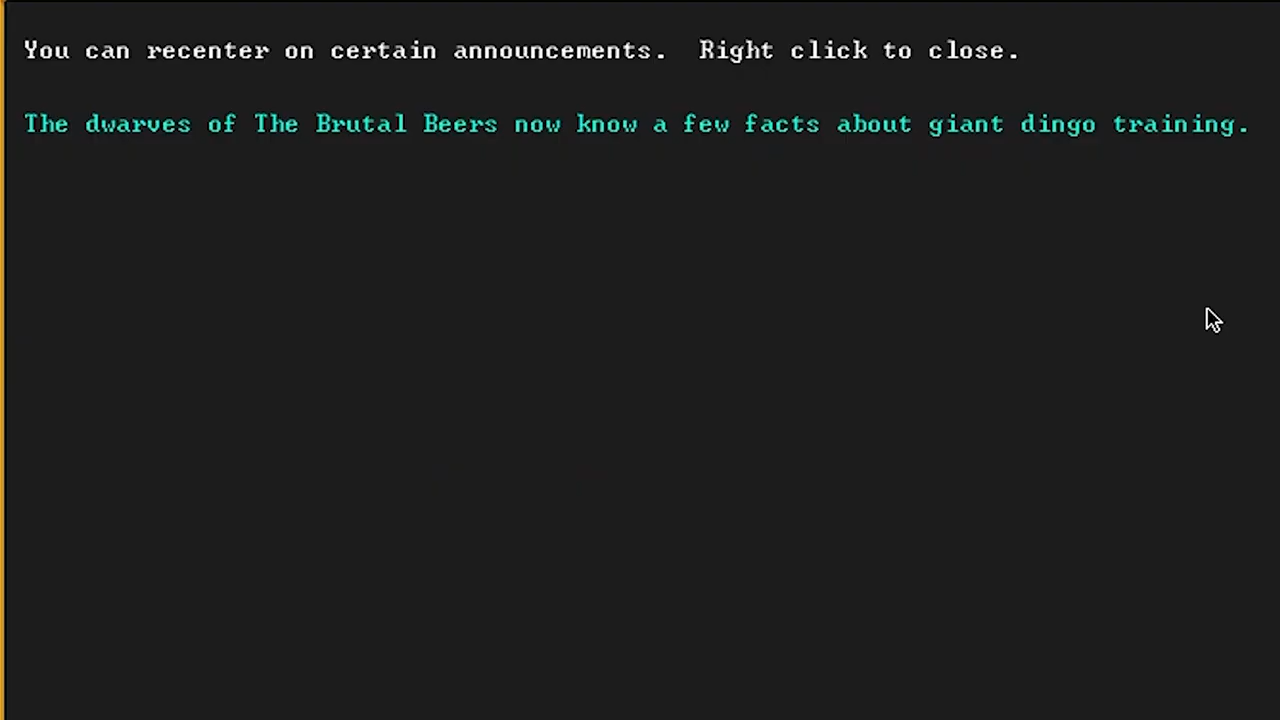 You can recenter on certain announcements.  Right click to close.
The dwarves of The Brutal Beers now know a few facts about giant dingo training.